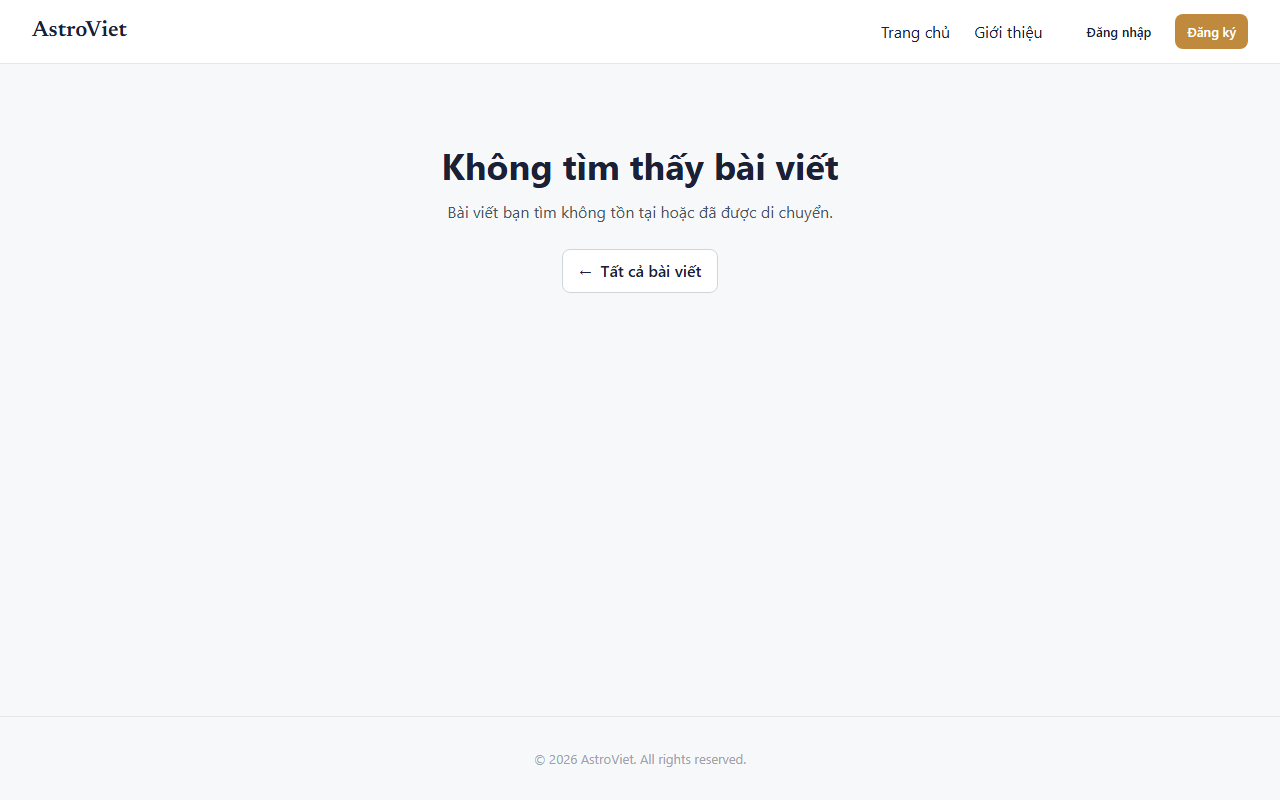 AstroViet
Trang chủ
Giới thiệu
Đăng nhập
Đăng ký
Không tìm thấy bài viết
Bài viết bạn tìm không tồn tại hoặc đã được di chuyển.
← Tất cả bài viết
© 2026 AstroViet. All rights reserved.